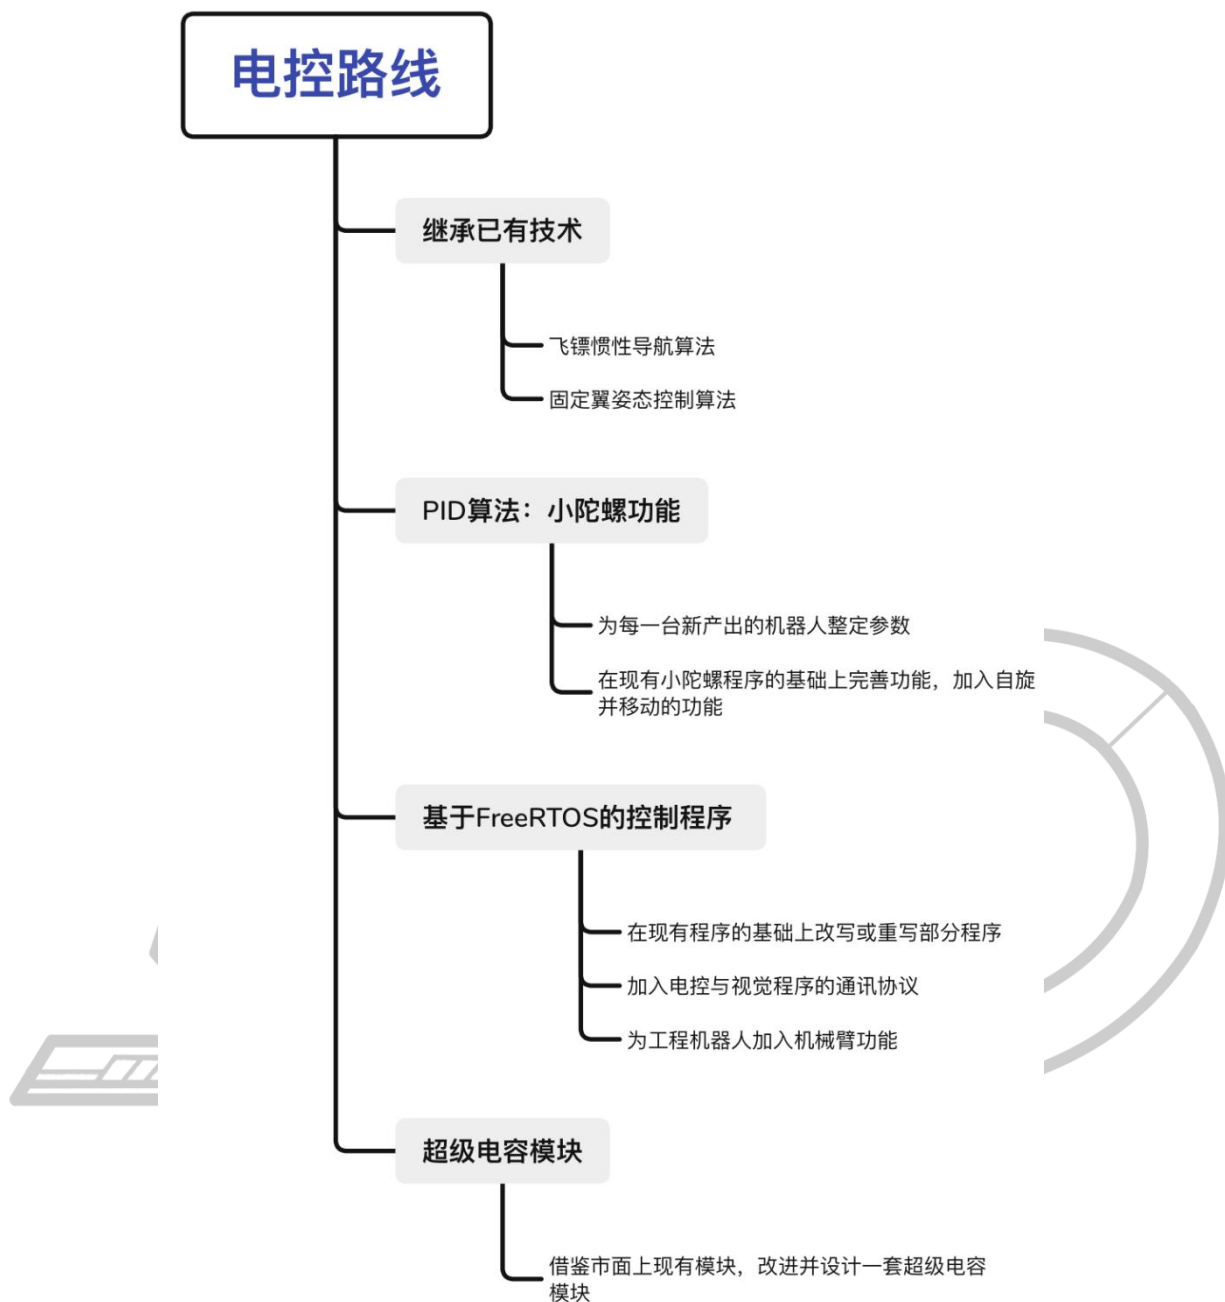 电控路线
继承已有技术
飞镖惯性导航算法
固定翼姿态控制算法
PID算法：小陀螺功能
为每一台新产出的机器人整定参数
在现有小陀螺程序的基础上完善功能，加入自旋
并移动的功能
基于FreeRTOS的控制程序
在现有程序的基础上改写或重写部分程序
加入电控与视觉程序的通讯协议
为工程机器人加入机械臂功能
超级电容模块
借鉴市面上现有模块，改进并设计一套超级电容
模块